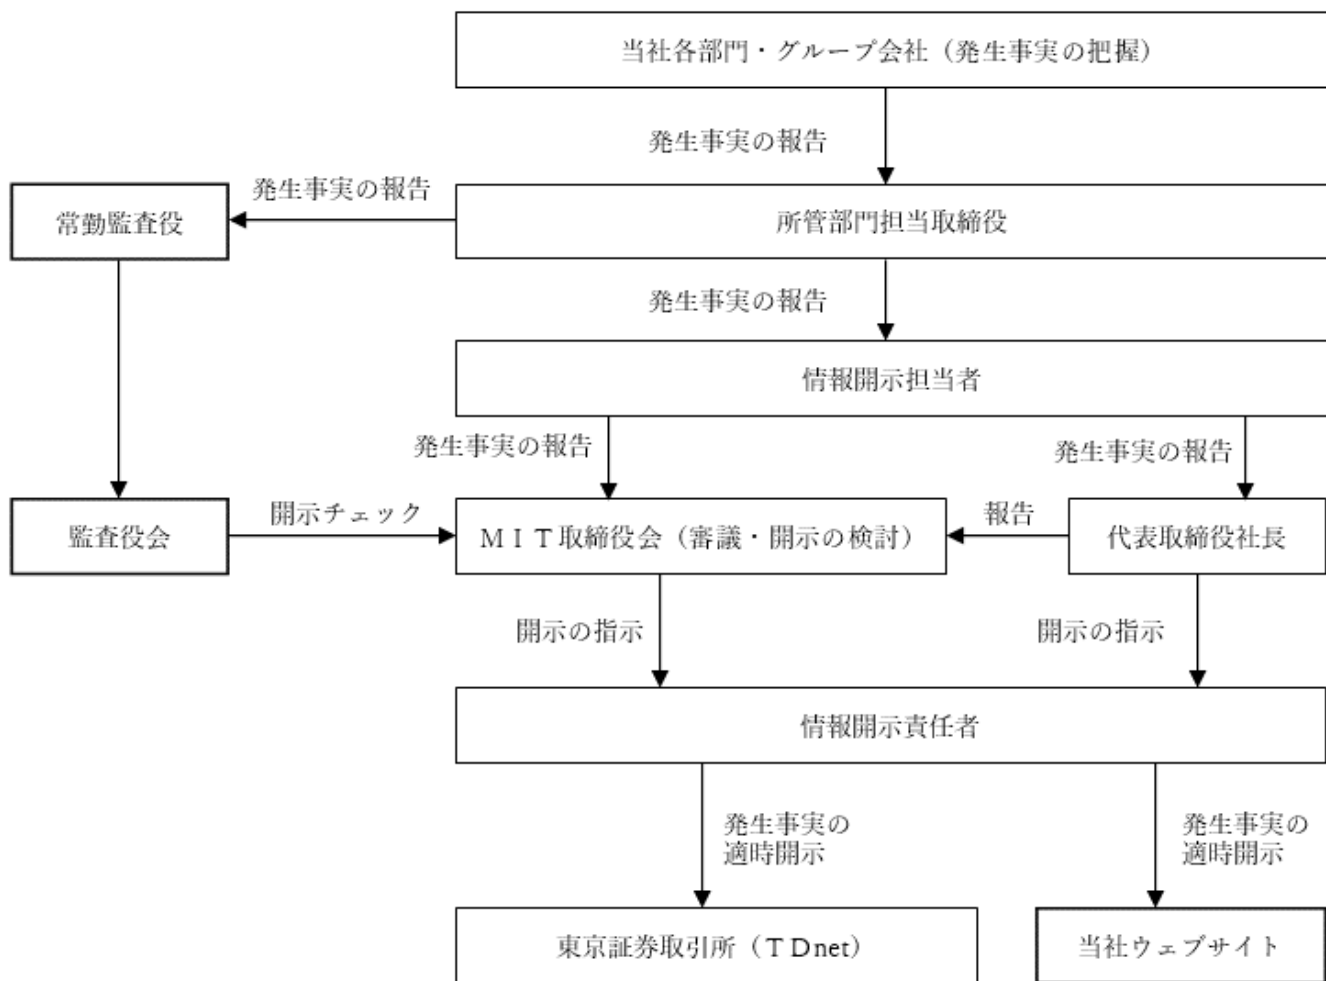 当社各部門・グループ会社（発生事実の把握）
発生事実の報告
発生事実の報告
常勤監査役
所管部門担当取締役
発生事実の報告
情報開示担当者
発生事実の報告
発生事実の報告
監査役会
開示チェック
ＭＩＴ取締役会（審議・開示の検討）
報告
代表取締役社長
開示の指示
開示の指示
情報開示責任者
発生事実の
適時開示
発生事実の
適時開示
東京証券取引所（ＴＤnet）
当社ウェブサイト